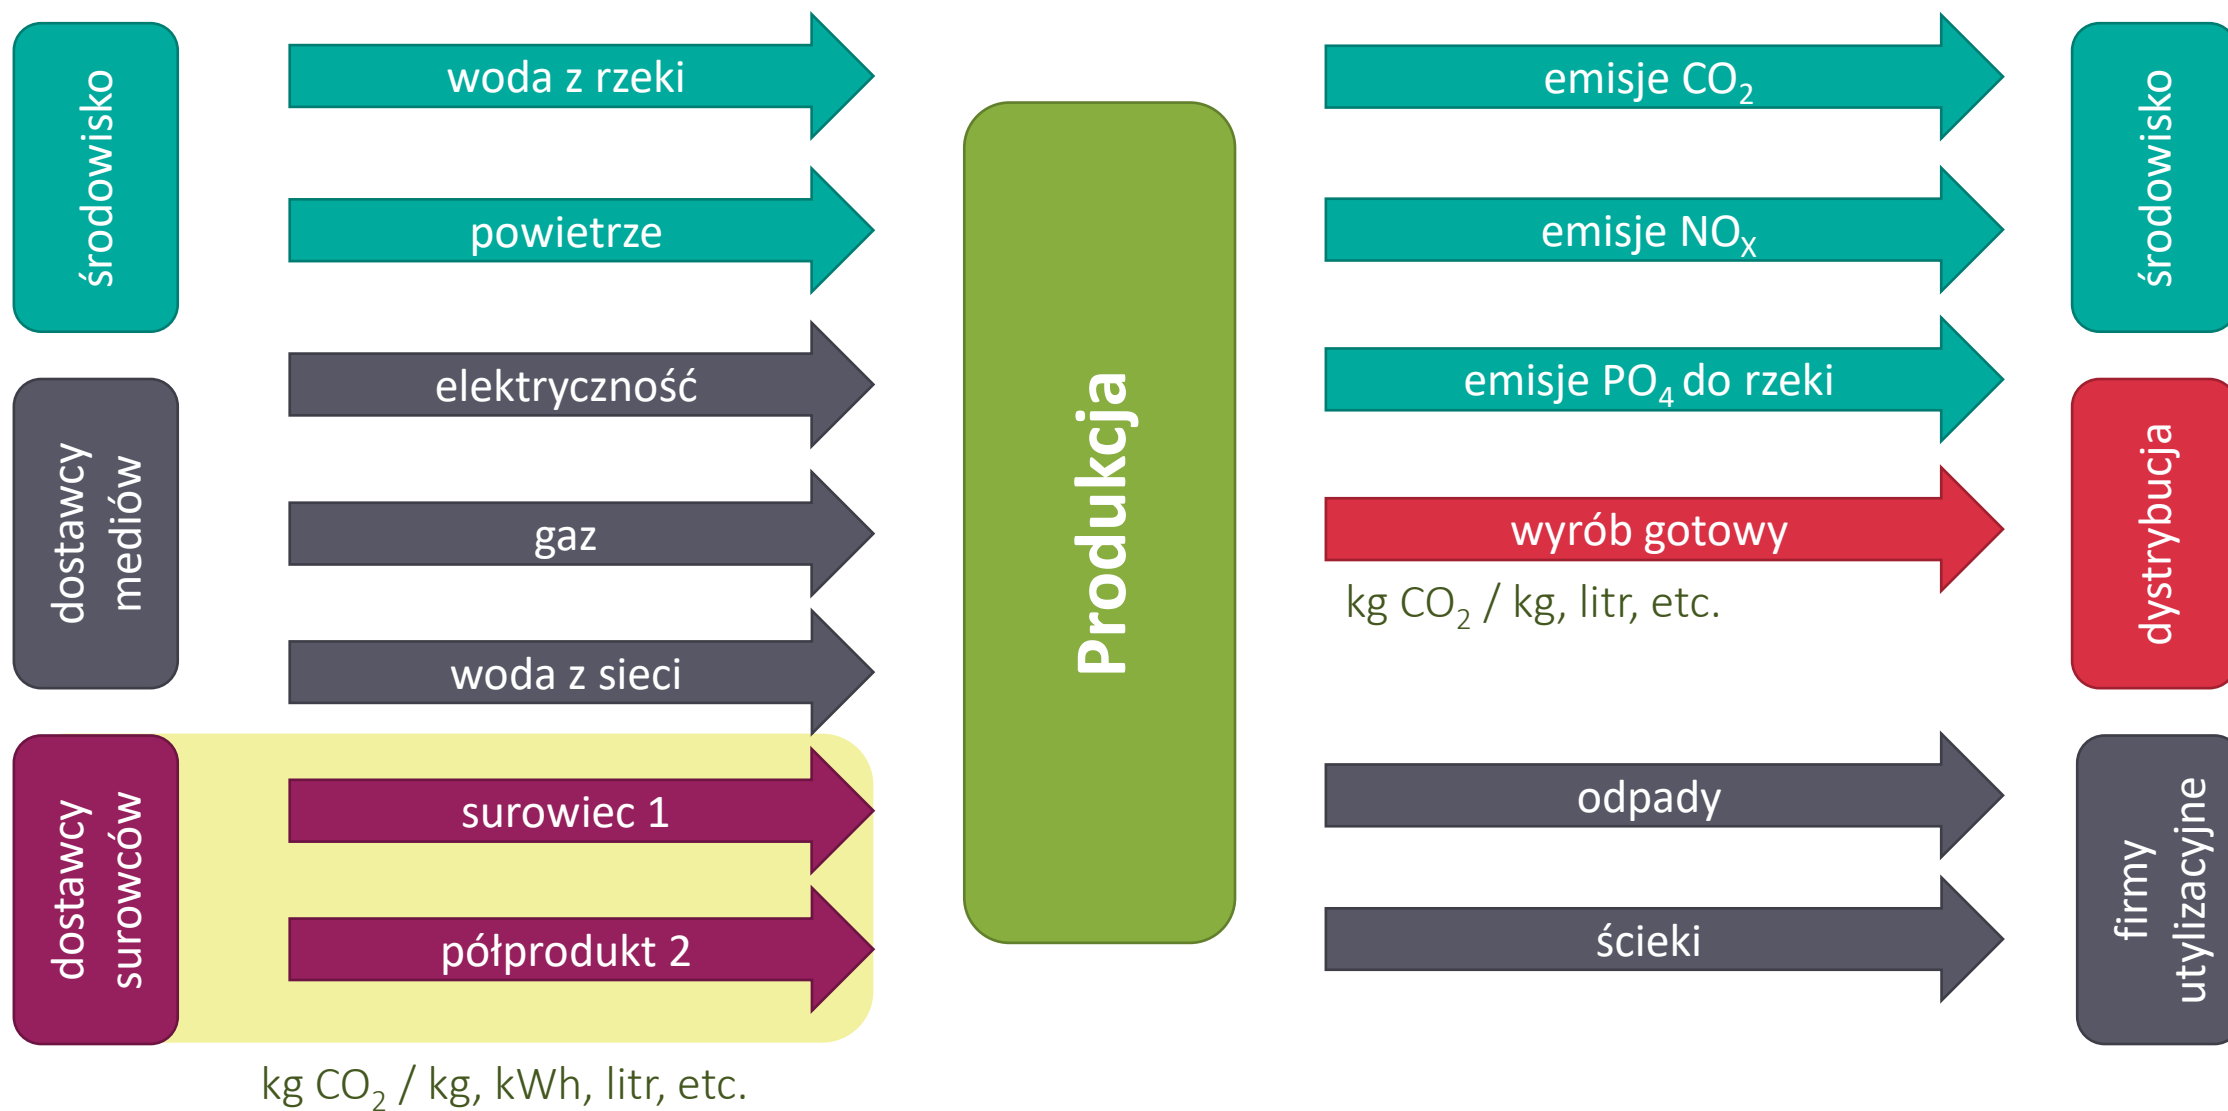 środowisko
woda z rzeki
powietrze
dostawcy
mediów
elektryczność
gaz
woda z sieci
dostawcy
surowców
surowiec 1
półprodukt 2
kg CO₂ / kg, kWh, litr, etc.
Produkcja
emisje CO₂
emisje NOₓ
emisje PO₄ do rzeki
środowisko
wyrób gotowy
kg CO₂ / kg, litr, etc.
dystrybucja
odpady
ścieki
firmy
utylizacyjne